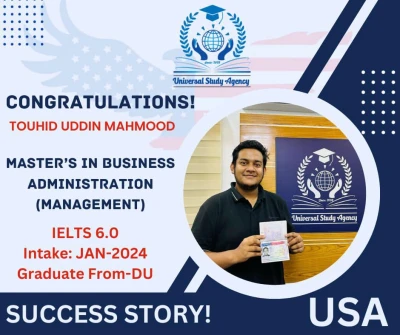 Universal Study Agency
CONGRATULATIONS!
TOUHID UDDIN MAHMOOD
MASTER'S IN BUSINESS
ADMINISTRATION
(MANAGEMENT)
IELTS 6.0
Intake: JAN-2024
Graduate From-DU
Universal Study Agency
SUCCESS STORY!
USA